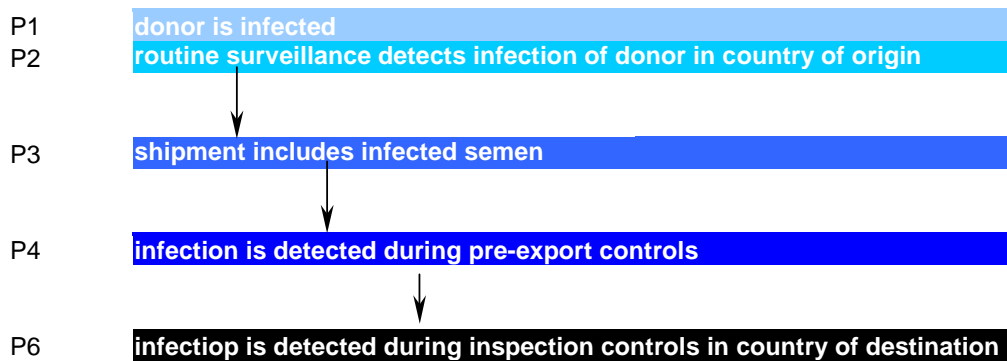 P1 donor is infected
P2 routine surveillance detects infection of donor in country of origin
P3 shipment includes infected semen
P4 infection is detected during pre-export controls
P6 infectiop is detected during inspection controls in country of destination